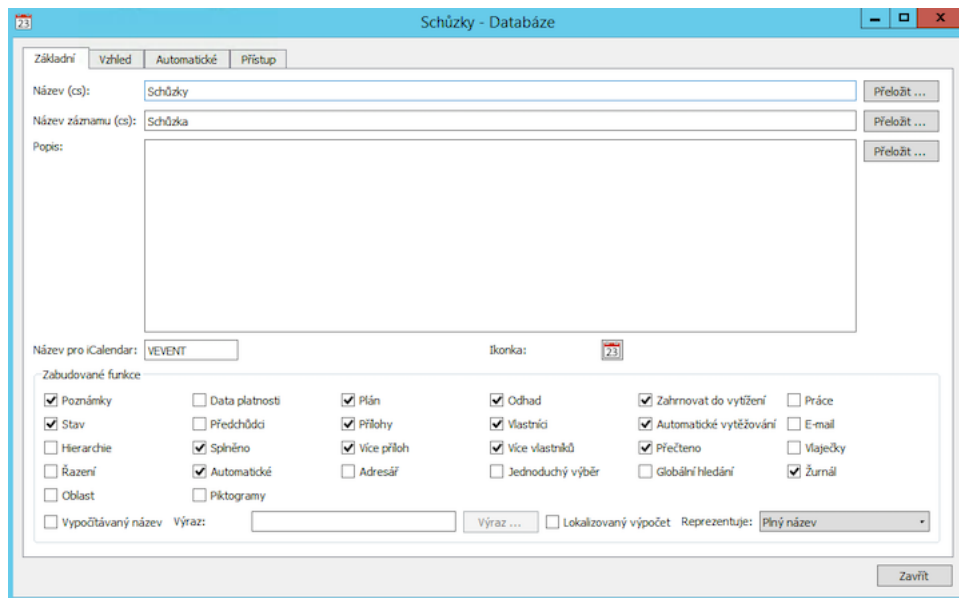 23 Schůzky - Databáze x
Základní Vzhled Automatické Přístup
Název (cs): Schůzky Přeložit ...
Název záznamu (cs): Schůzka Přeložit ...
Popis: Přeložit ...
Název pro iCalendar: VEVENT Ikonka: 23
Zabudované funkce
Poznámky Data platnosti Plán Odhad Zahrnovat do vytížení Práce
Stav Předchůdci Přílohy Vlastníci Automatické vytěžování E-mail
Hierarchie Splněno Více příloh Více vlastníků Přečteno Vlaječky
Řazení Automatické Adresář Jednoduchý výběr Globální hledání Žurnál
Oblast Piktogramy
Vypočítávaný název Výraz: Výraz ... Lokalizovaný výpočet Reprezentuje: Plný název
Zavřít